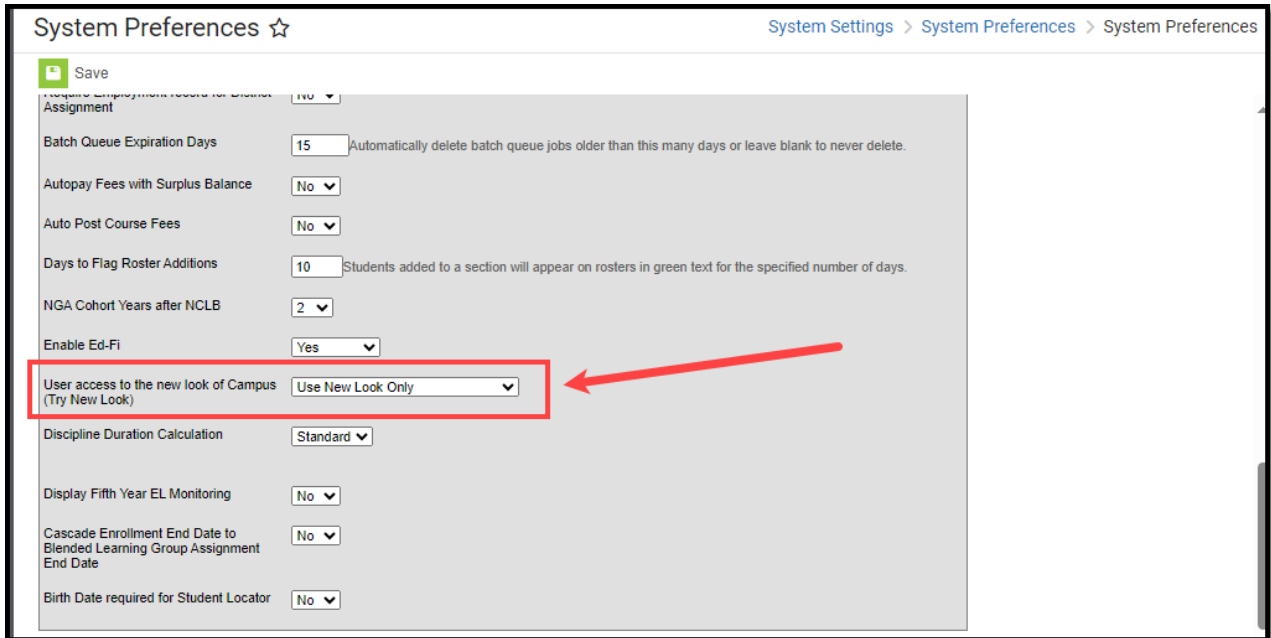 System Preferences
System Settings > System Preferences > System Preferences
Save
Require Employment record for District
Assignment
No
Batch Queue Expiration Days
15
Automatically delete batch queue jobs older than this many days or leave blank to never delete.
Autopay Fees with Surplus Balance
No
Auto Post Course Fees
No
Days to Flag Roster Additions
10
Students added to a section will appear on rosters in green text for the specified number of days.
NGA Cohort Years after NCLB
2
Enable Ed-Fi
Yes
User access to the new look of Campus
(Try New Look)
Use New Look Only
Discipline Duration Calculation
Standard
Display Fifth Year EL Monitoring
No
Cascade Enrollment End Date to
Blended Learning Group Assignment
End Date
No
Birth Date required for Student Locator
No